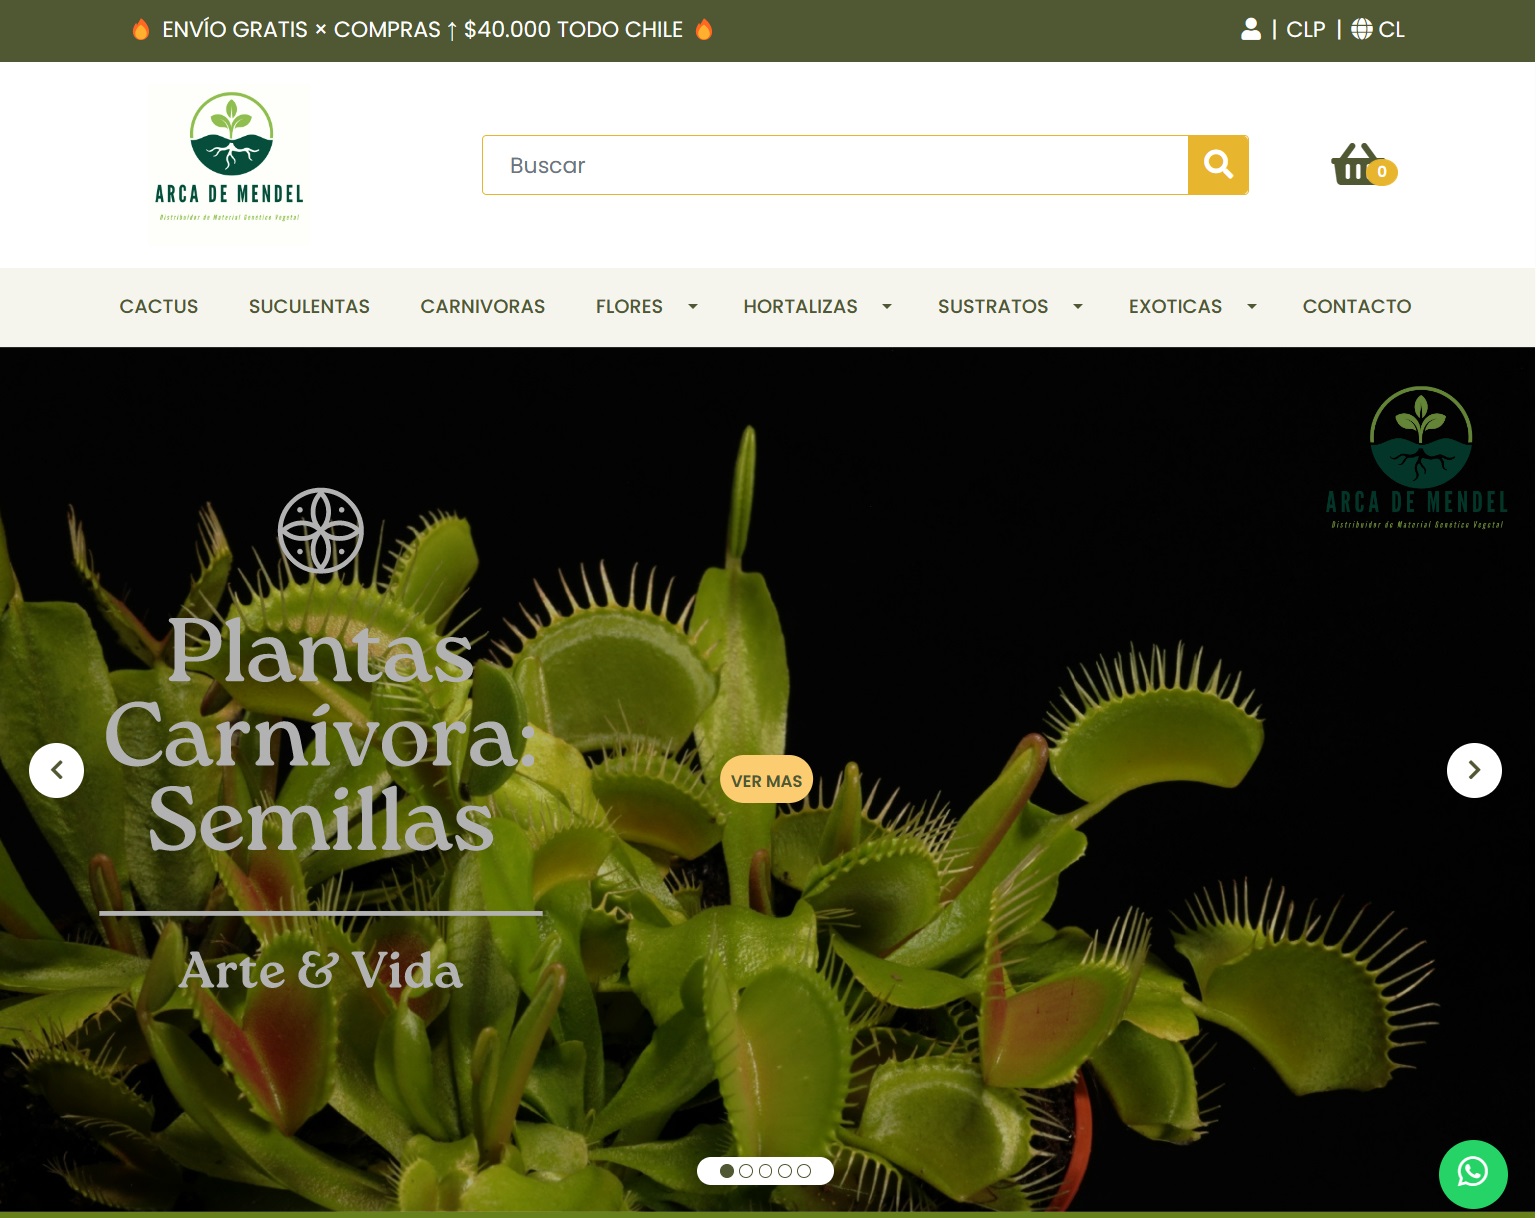 ENVÍO GRATIS × COMPRAS ↑ $40.000 TODO CHILE
| CLP | CL
ARCA DE MENDEL
Distribuidor de Material Genético Vegetal
Buscar
0
CACTUS SUCULENTAS CARNIVORAS FLORES HORTALIZAS SUSTRATOS EXOTICAS CONTACTO
ARCA DE MENDEL
Distribuidor de Material Genético Vegetal
Plantas
Carnívora:
Semillas
VER MAS
Arte & Vida